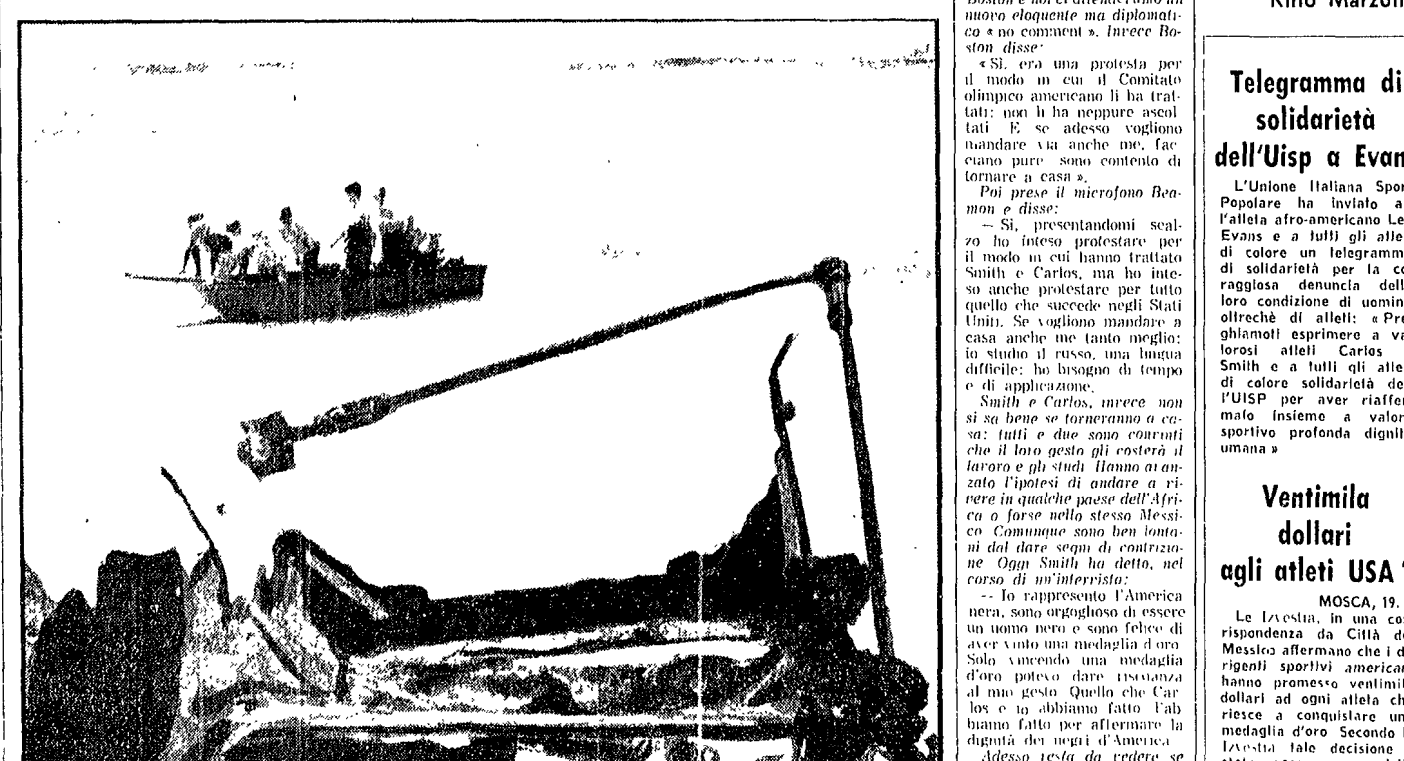 Boston e noi ci attenderemo un
nuovo eloquente ma diplomati-
co « no comment ». Invece Bo-
ston disse:
« Sì, era una protesta per
il modo in cui il Comitato
olimpico americano li ha trat-
tati: non li ha neppure ascol
tati E se adesso vogliono
mandare via anche me, fac
ciano pure sono contento di
tornare a casa ».
Poi prese il microfono Bea-
mon e disse:
— Sì, presentandomi scal-
zo ho inteso protestare per
il modo in cui hanno trattato
Smith e Carlos, ma ho inte-
so anche protestare per tutto
quello che succede negli Stati
Uniti. Se vogliono mandare a
casa anche me tanto meglio:
io studio il russo, una lingua
difficile: ho bisogno di tempo
e di applicazione.
Smith e Carlos, invece non
si sa bene se torneranno a ca-
sa: tutti e due sono convinti
che il loro gesto gli costerà il
lavoro e gli studi Hanno avan-
zato l'ipotesi di andare a vi-
vere in qualche paese dell'Afri-
ca o forse nello stesso Messi-
co Comunque sono ben lonta-
ni dal dare segni di contrizio-
ne Oggi Smith ha detto, nel
corso di un'intervista:
-- Io rappresento l'America
nera, sono orgoglioso di essere
un uomo nero e sono felice di
aver vinto una medaglia d'oro
Solo vincendo una medaglia
d'oro potevo dare risonanza
al mio gesto Quello che Car
los e io abbiamo fatto l'ab
biamo fatto per affermare la
dignità dei negri d'America
Adesso resta da vedere se
Kino Marzull
Telegramma di
solidarietà
dell'Uisp a Evan
L'Unione Italiana Spor
Popolare ha inviato a
l'atleta afro-americano Le
Evans e a tutti gli atle
di colore un telegramm
di solidarietà per la co
raggiosa denuncia dell
loro condizione di uomin
oltrechè di atleti: « Pre
ghiamoti esprimere a va
lorosi atleti Carlos
Smith e a tutti gli atle
di colore solidarietà de
l'UISP per aver riaffer
mato insieme a valor
sportivo profonda dignit
umana »
Ventimila
dollari
agli atleti USA
MOSCA, 19.
Le Izvestia, in una co
rispondenza da Città d
Messico affermano che i d
rigenti sportivi american
hanno promesso ventimil
dollari ad ogni atleta ch
riesce a conquistare un
medaglia d'oro Secondo l
Izvestia tale decisione